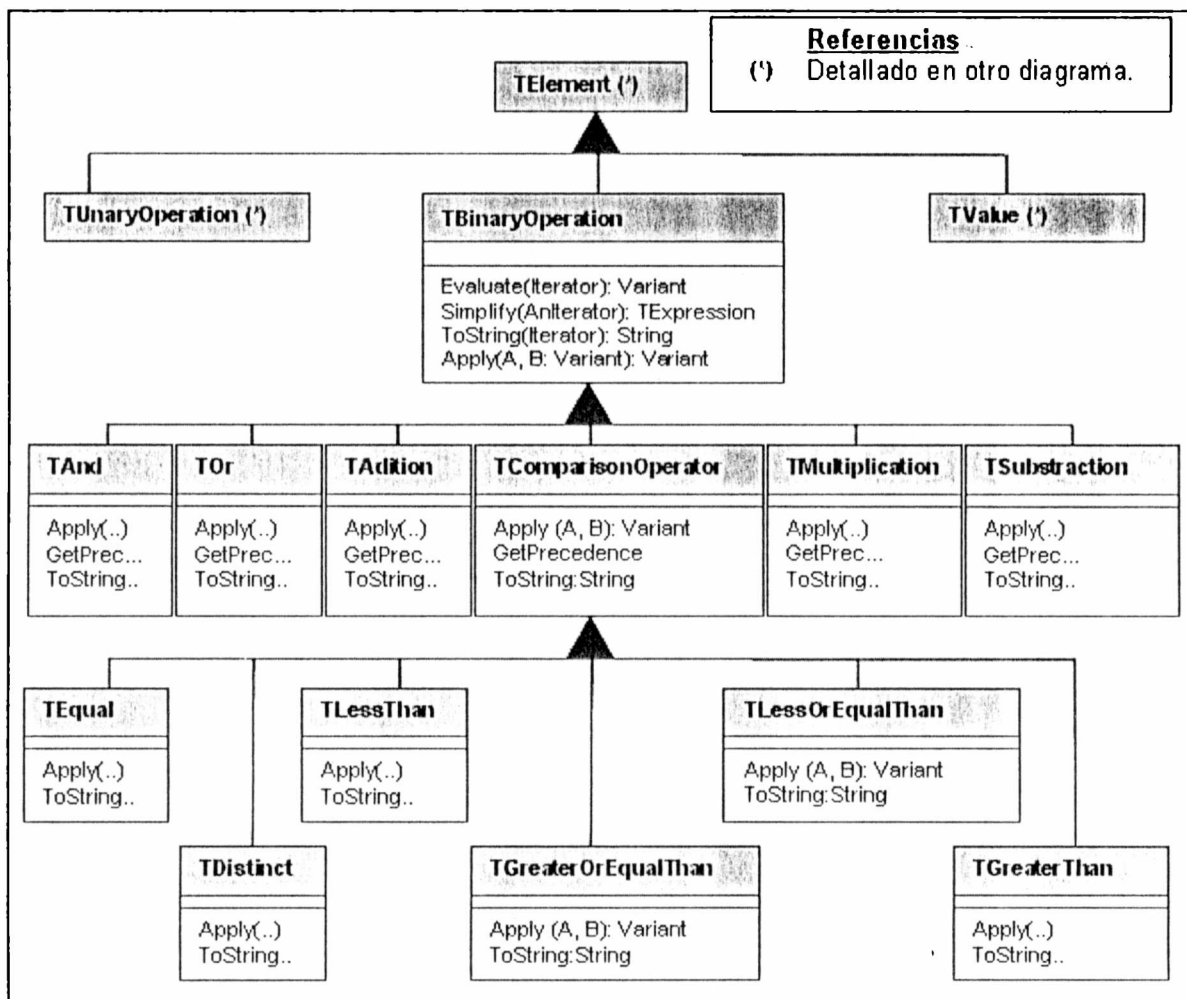 Referencias
(') Detallado en otro diagrama.
TElement (')
TUnaryOperation (')
TBinaryOperation
Evaluate(Iterator): Variant
Simplify(AnIterator): TExpression
ToString(Iterator): String
Apply(A, B: Variant): Variant
TValue (')
TAnd
Apply(..)
GetPrec...
ToString..
TOr
Apply(..)
GetPrec...
ToString..
TAdition
Apply(..)
GetPrec...
ToString..
TComparisonOperator
Apply (A, B): Variant
GetPrecedence
ToString:String
TMultiplication
Apply(..)
GetPrec...
ToString..
TSubstraction
Apply(..)
GetPrec...
ToString..
TEqual
Apply(..)
ToString..
TLessThan
Apply(..)
ToString..
TLessOrEqualThan
Apply (A, B): Variant
ToString:String
TDistinct
Apply(..)
ToString..
TGreaterOrEqualThan
Apply (A, B): Variant
ToString:String
TGreaterThan
Apply(..)
ToString..